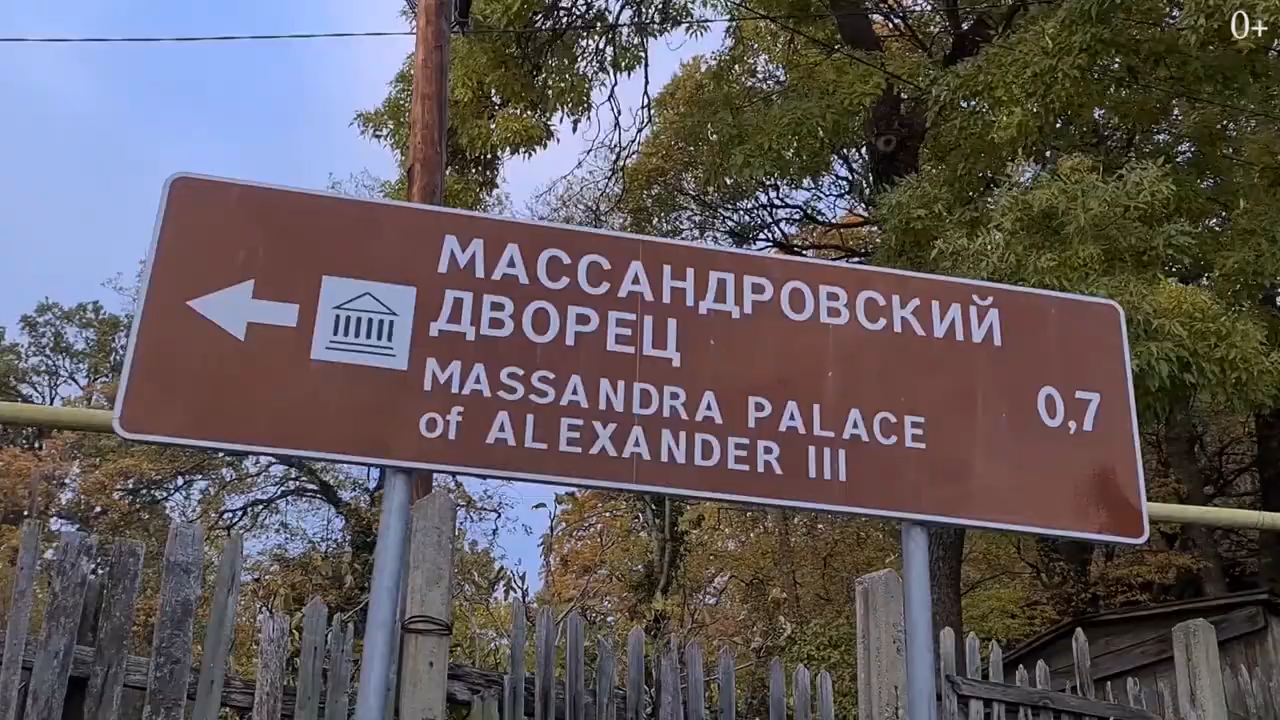 0+
МАССАНДРОВСКИЙ
ДВОРЕЦ
MASSANDRA PALACE
of ALEXANDER III
0,7